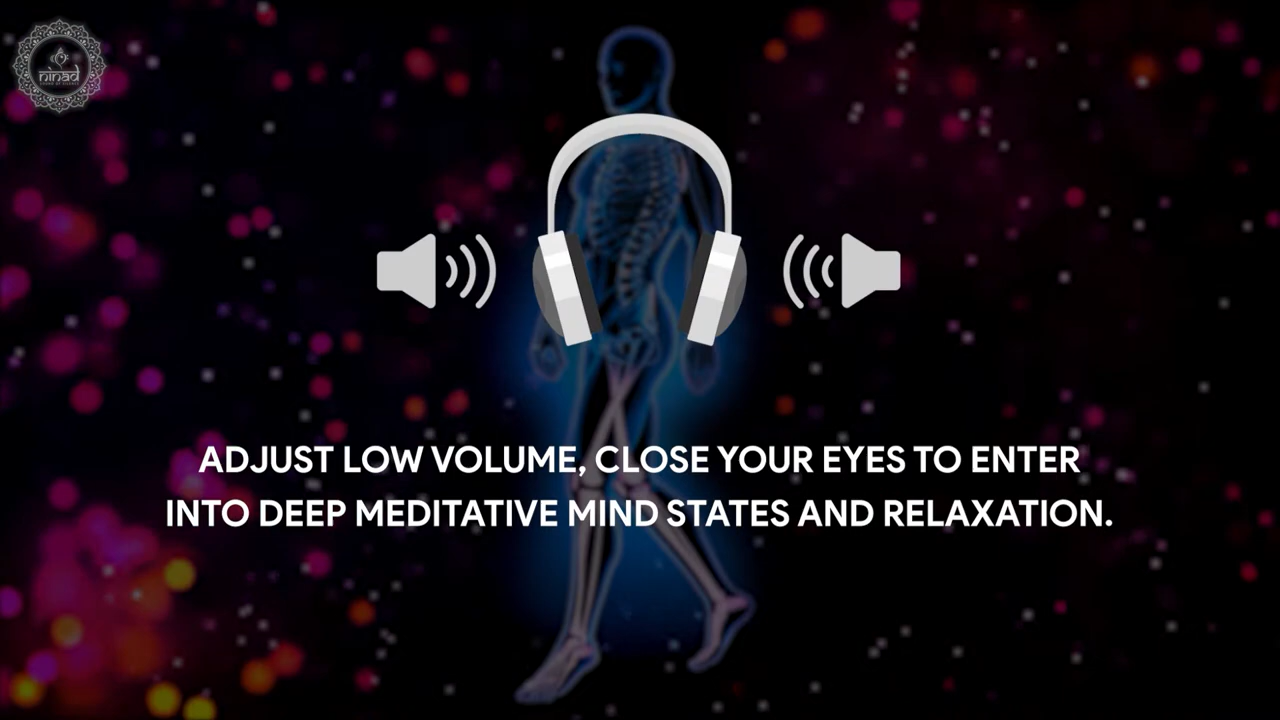 ninad
ADJUST LOW VOLUME, CLOSE YOUR EYES TO ENTER
INTO DEEP MEDITATIVE MIND STATES AND RELAXATION.